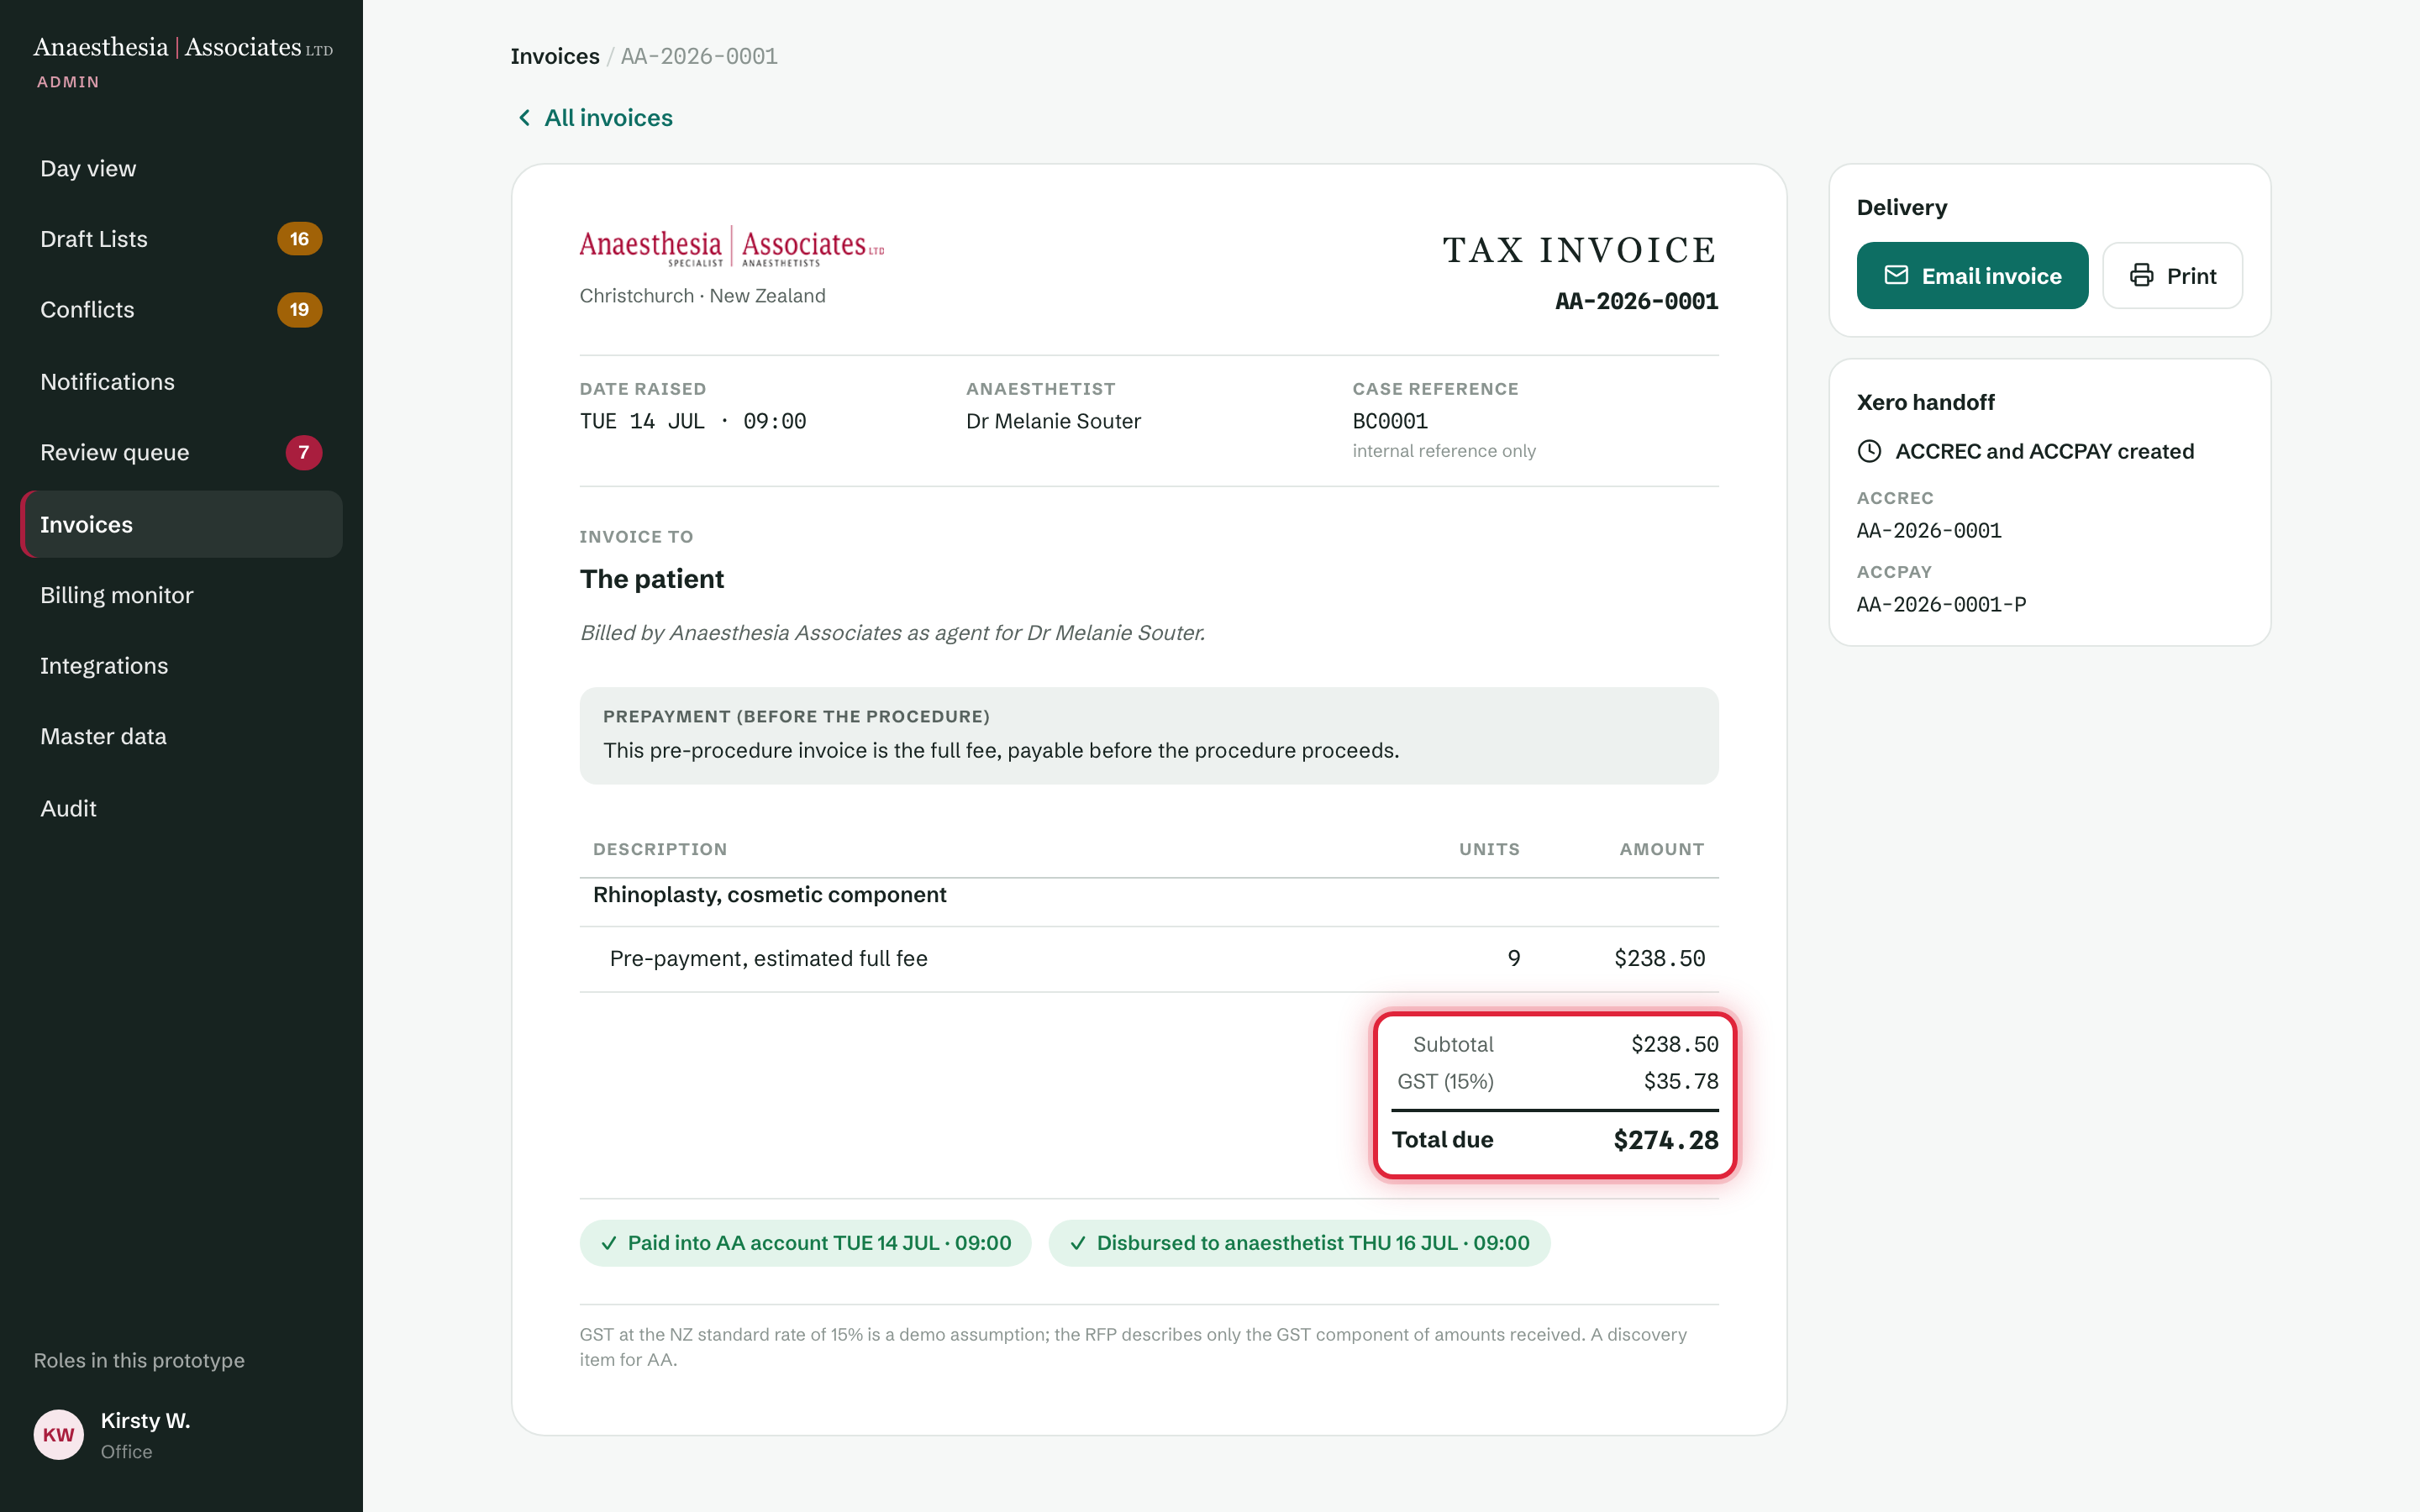 Anaesthesia | Associates LTD
ADMIN
Day view
Draft Lists 16
Conflicts 19
Notifications
Review queue 7
Invoices
Billing monitor
Integrations
Master data
Audit
Roles in this prototype
KW
Kirsty W.
Office
Invoices / AA-2026-0001
All invoices
Anaesthesia | Associates LTD
SPECIALIST ANAESTHETISTS
Christchurch · New Zealand
TAX INVOICE
AA-2026-0001
DATE RAISED
TUE 14 JUL · 09:00
ANAESTHETIST
Dr Melanie Souter
CASE REFERENCE
BC0001
internal reference only
INVOICE TO
The patient
Billed by Anaesthesia Associates as agent for Dr Melanie Souter.
PREPAYMENT (BEFORE THE PROCEDURE)
This pre-procedure invoice is the full fee, payable before the procedure proceeds.
DESCRIPTION UNITS AMOUNT
Rhinoplasty, cosmetic component
Pre-payment, estimated full fee 9 $238.50
Subtotal $238.50
GST (15%) $35.78
Total due $274.28
Paid into AA account TUE 14 JUL · 09:00
Disbursed to anaesthetist THU 16 JUL · 09:00
GST at the NZ standard rate of 15% is a demo assumption; the RFP describes only the GST component of amounts received. A discovery
item for AA.
Delivery
Email invoice
Print
Xero handoff
ACCREC and ACCPAY created
ACCREC
AA-2026-0001
ACCPAY
AA-2026-0001-P